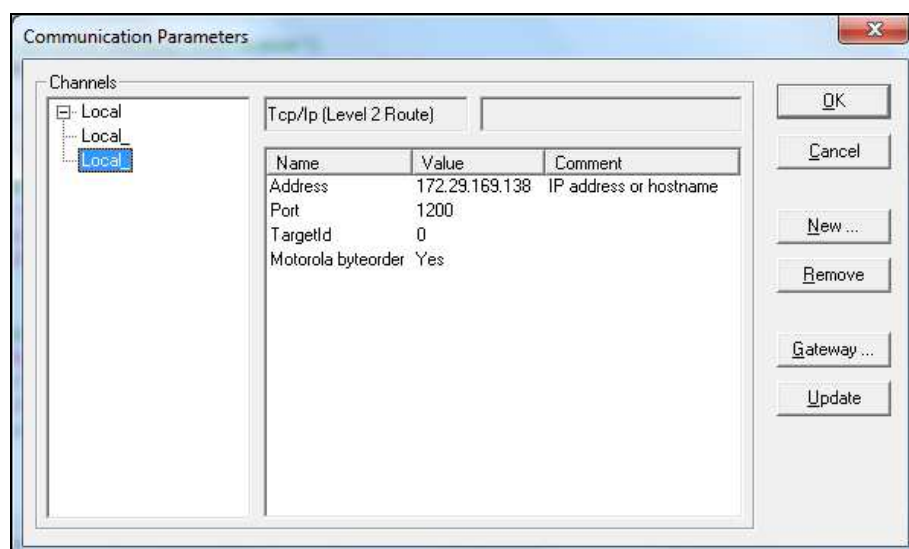 Communication Parameters
Channels
Local
Local_
Local_
Tcp/Ip (Level 2 Route)
Name Value Comment
Address 172.29.169.138 IP address or hostname
Port 1200
TargetId 0
Motorola byteorder Yes
OK
Cancel
New ...
Remove
Gateway ...
Update